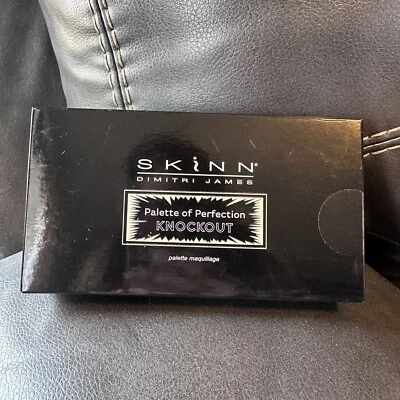 SKiNN®
DIMITRI JAMES
Palette of Perfection
KNOCKOUT
palette maquillage